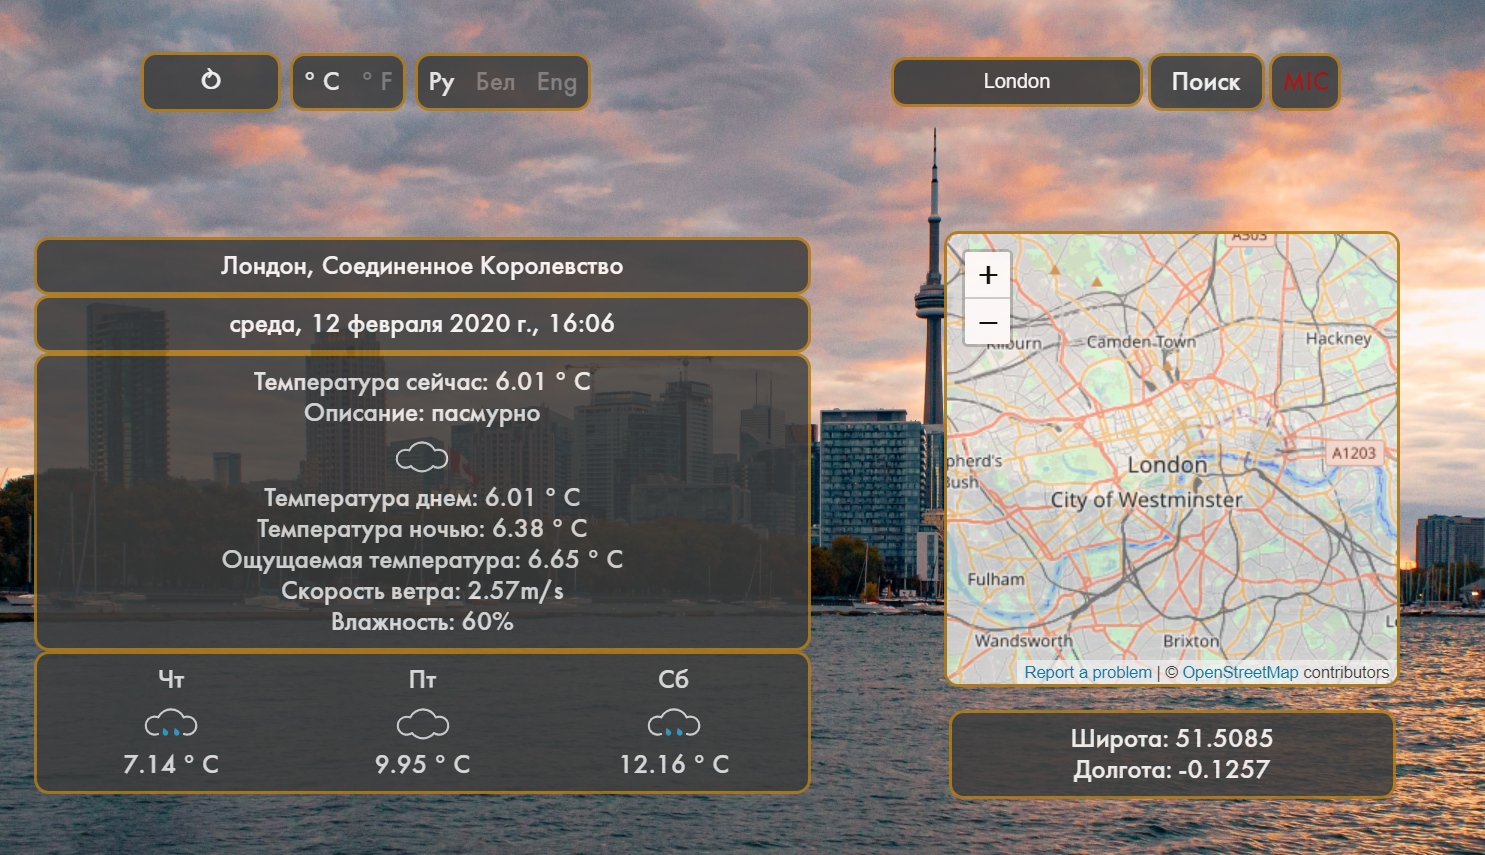 ° C ° F
Ру Бел Eng
London
Поиск
MIC
Лондон, Соединенное Королевство
среда, 12 февраля 2020 г., 16:06
Температура сейчас: 6.01 ° C
Описание: пасмурно
Температура днем: 6.01 ° C
Температура ночью: 6.38 ° C
Ощущаемая температура: 6.65 ° C
Скорость ветра: 2.57m/s
Влажность: 60%
Чт Пт Сб
7.14 ° C 9.95 ° C 12.16 ° C
+
−
A503
Camden Town
Hackney
A1203
London
Bush
City of Westminster
Fulham
Wandsworth
Brixton
Report a problem | © OpenStreetMap contributors
Широта: 51.5085
Долгота: -0.1257